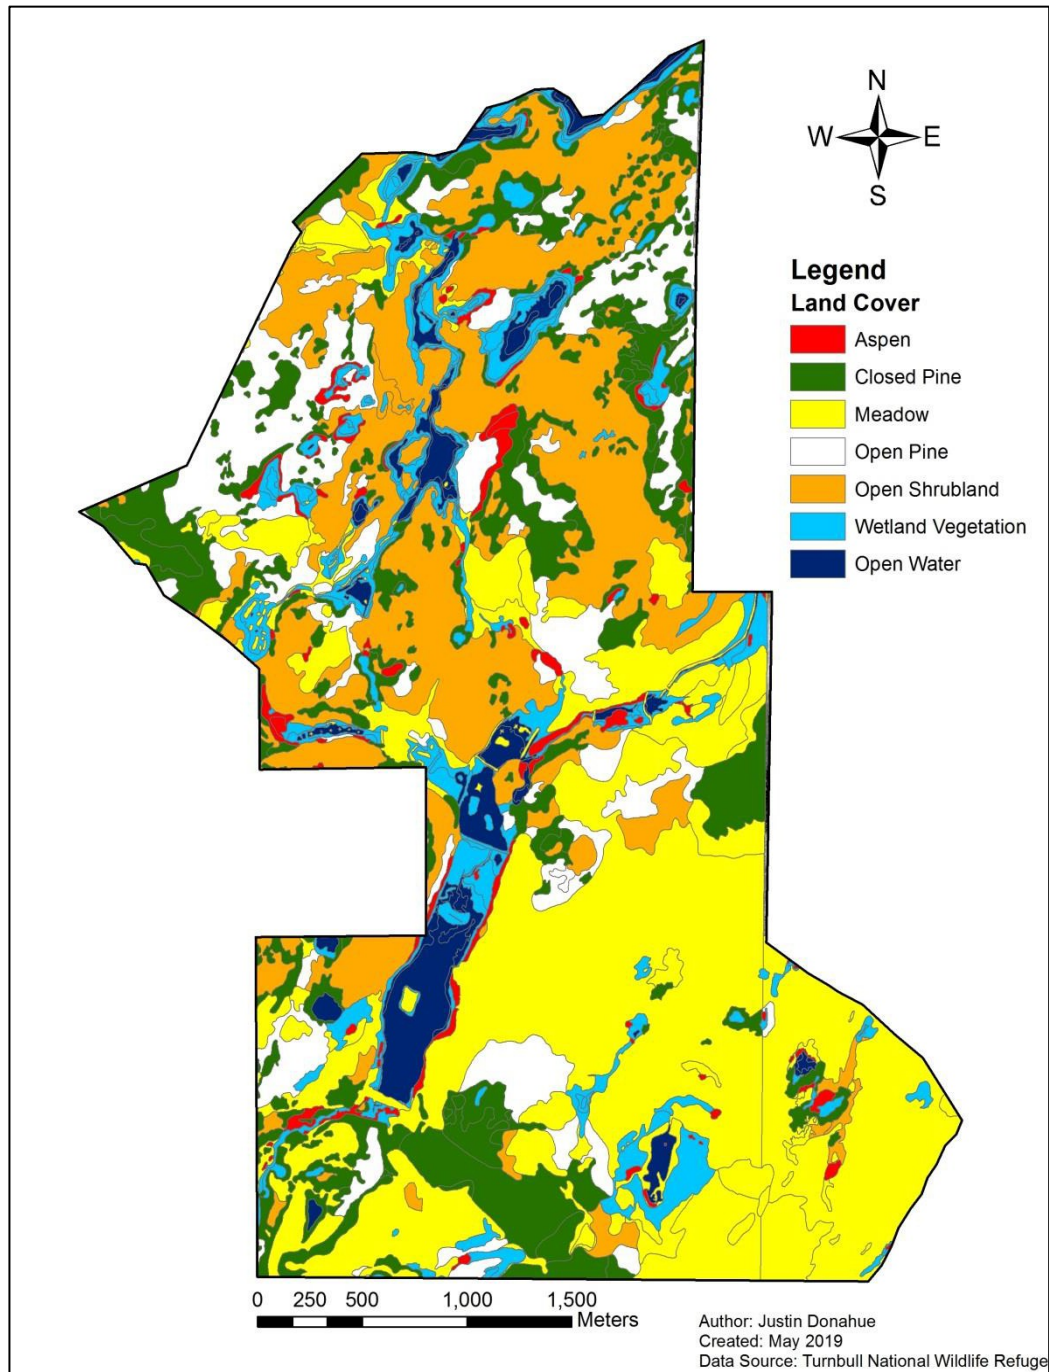 N
W E
S
Legend
Land Cover
Aspen
Closed Pine
Meadow
Open Pine
Open Shrubland
Wetland Vegetation
Open Water
0 250 500 1,000 1,500
Meters
Author: Justin Donahue
Created: May 2019
Data Source: Turnbull National Wildlife Refuge